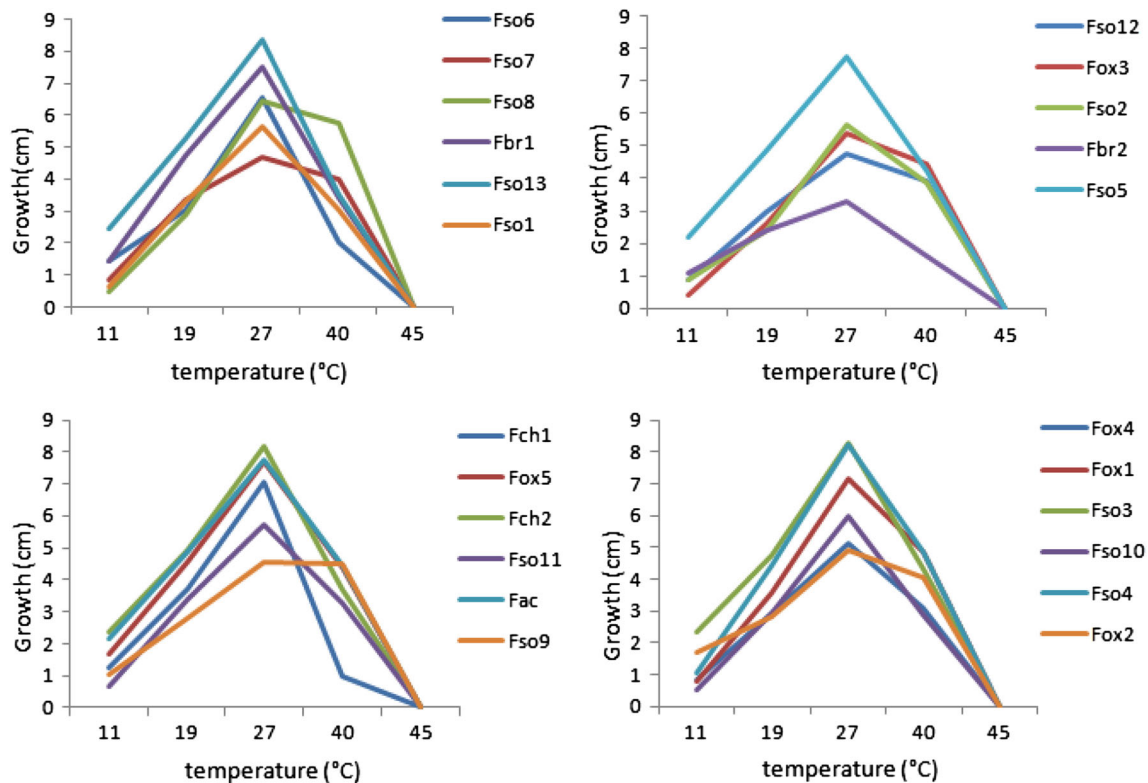 9
8
7
6
5
4
3
2
1
0
Growth(cm)
11 19 27 40 45
temperature (°C)
Fso6
Fso7
Fso8
Fbr1
Fso13
Fso1
9
8
7
6
5
4
3
2
1
0
Growth (cm)
11 19 27 40 45
temperature (°C)
Fso12
Fox3
Fso2
Fbr2
Fso5
9
8
7
6
5
4
3
2
1
0
Growth (cm)
11 19 27 40 45
temperature (°C)
Fch1
Fox5
Fch2
Fso11
Fac
Fso9
9
8
7
6
5
4
3
2
1
0
Growth (cm)
11 19 27 40 45
temperature (°C)
Fox4
Fox1
Fso3
Fso10
Fso4
Fox2